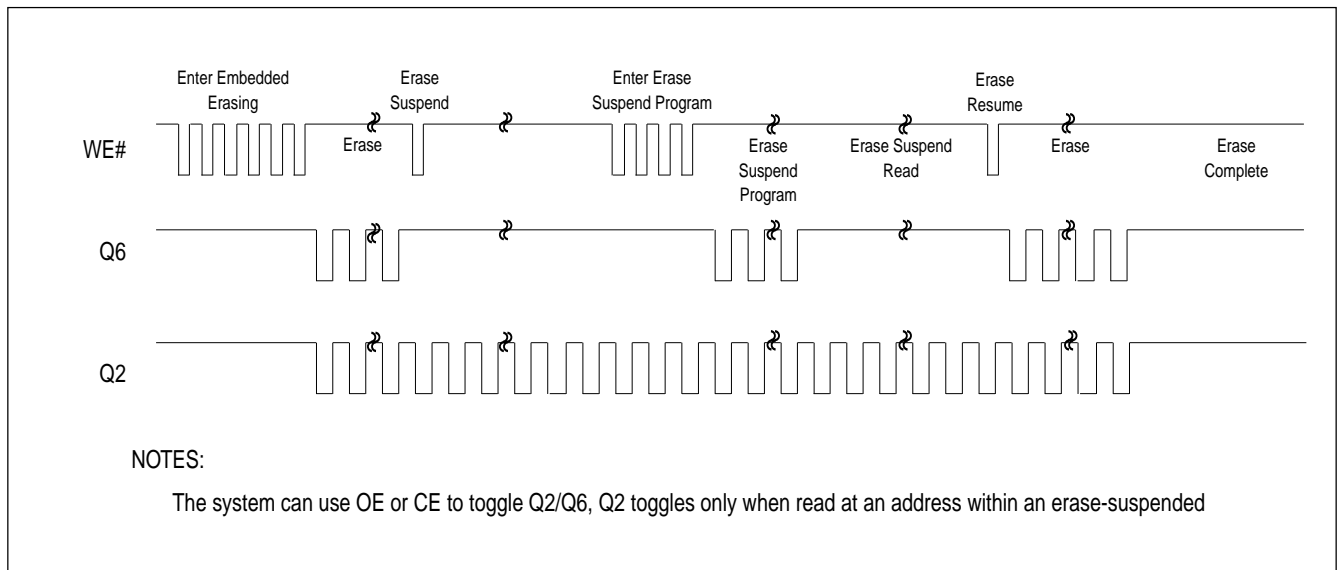 Enter Embedded
Erasing
Erase
Suspend
Enter Erase
Suspend Program
Erase
Resume
WE#
Erase
Erase
Suspend
Program
Erase Suspend
Read
Erase
Erase
Complete
Q6
Q2
NOTES:
The system can use OE or CE to toggle Q2/Q6, Q2 toggles only when read at an address within an erase-suspended